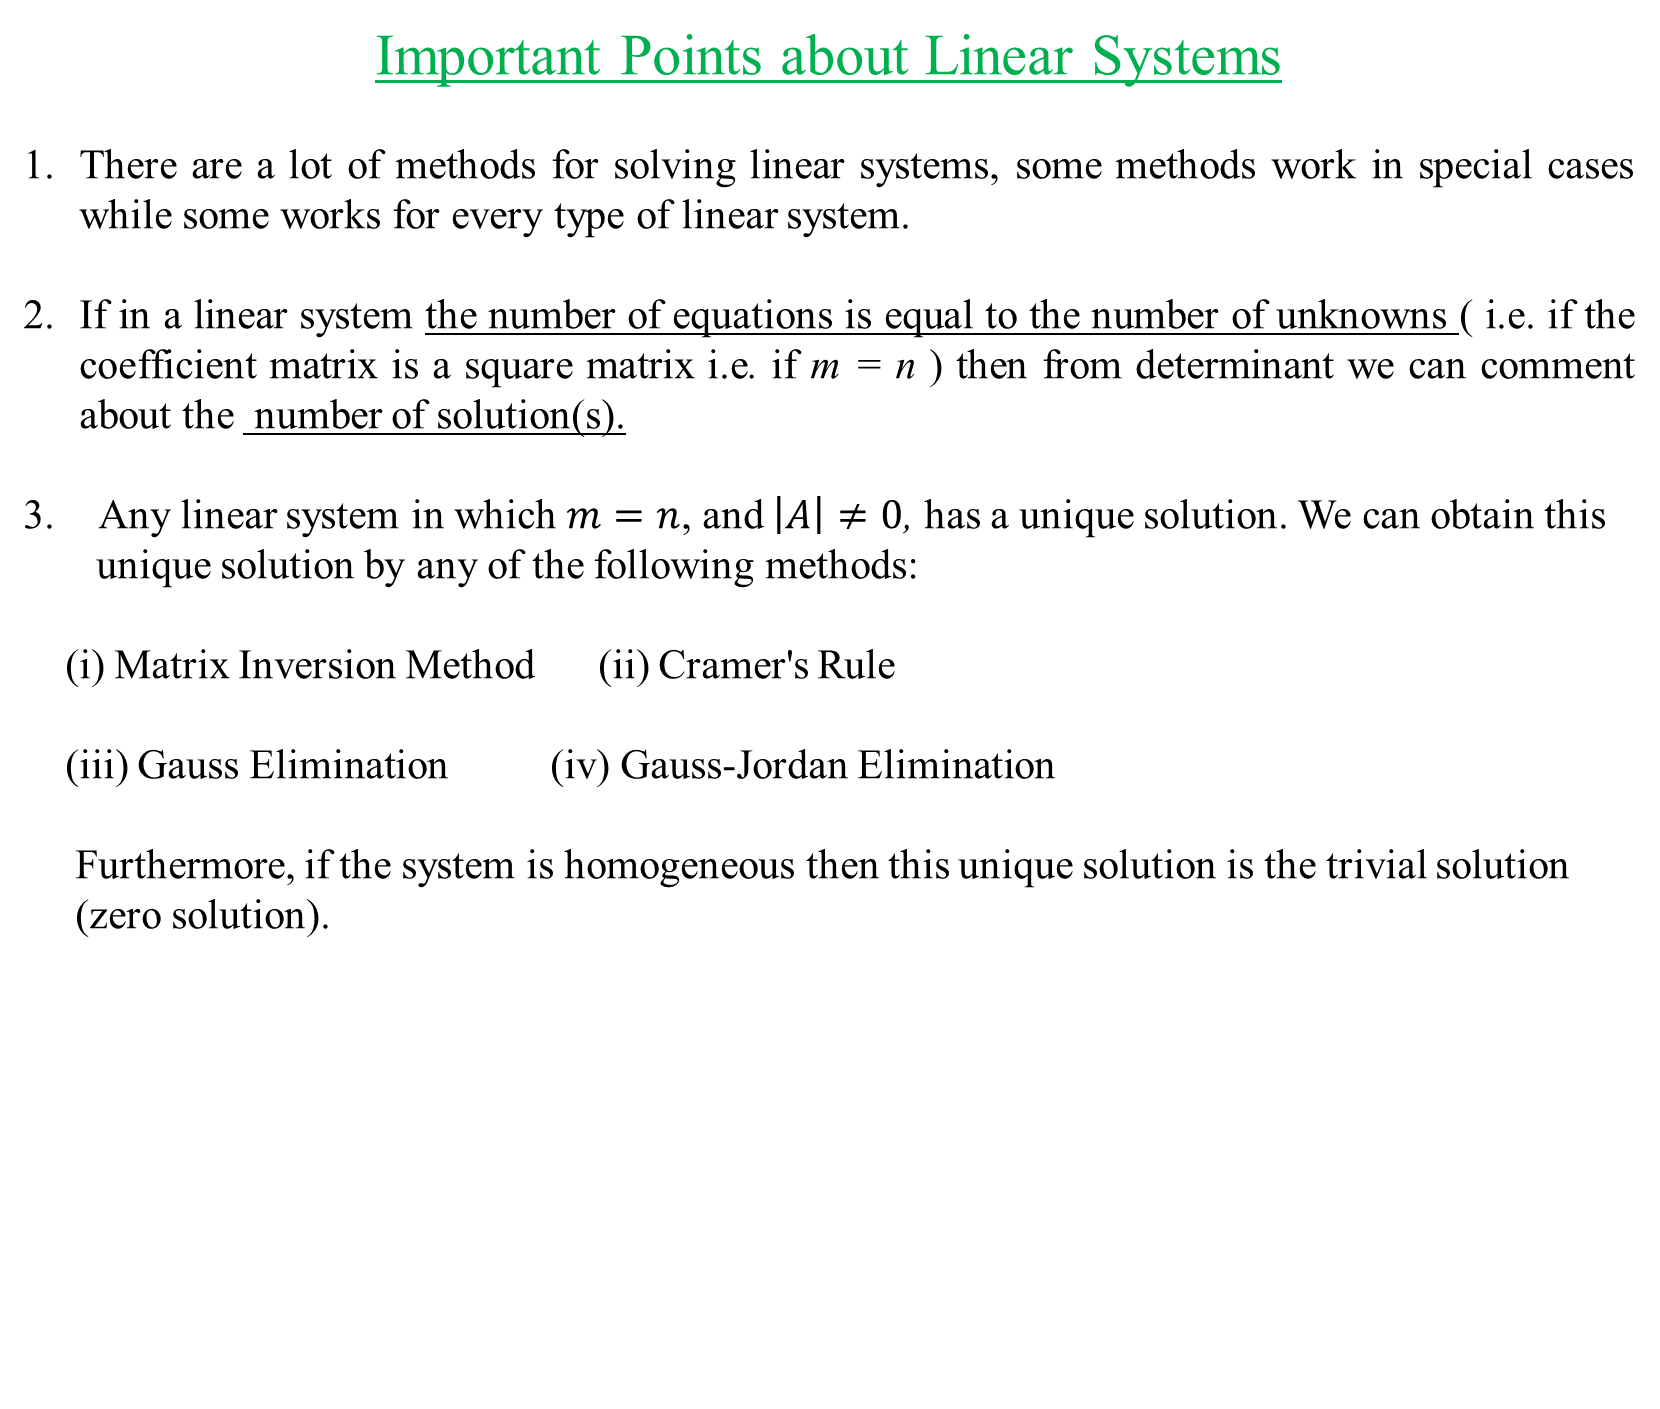 Important Points about Linear Systems
1. There are a lot of methods for solving linear systems, some methods work in special cases
while some works for every type of linear system.
2. If in a linear system the number of equations is equal to the number of unknowns ( i.e. if the
coefficient matrix is a square matrix i.e. if m = n ) then from determinant we can comment
about the number of solution(s).
3. Any linear system in which m = n, and |A| ≠ 0, has a unique solution. We can obtain this
unique solution by any of the following methods:
(i) Matrix Inversion Method (ii) Cramer's Rule
(iii) Gauss Elimination (iv) Gauss-Jordan Elimination
Furthermore, if the system is homogeneous then this unique solution is the trivial solution
(zero solution).